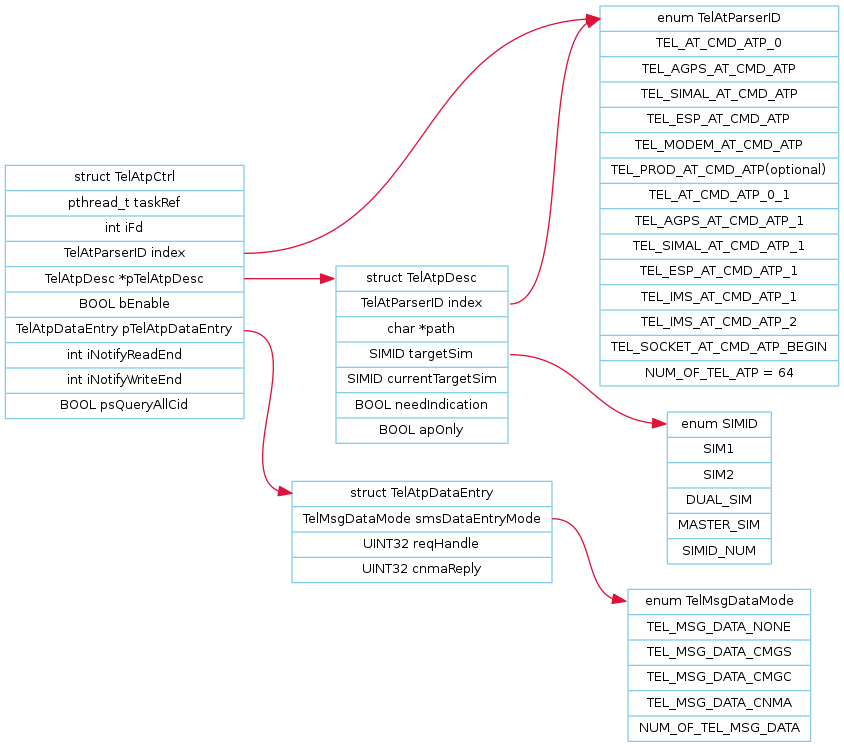 struct TelAtpCtrl
pthread_t taskRef
int iFd
TelAtParserID index
TelAtpDesc *pTelAtpDesc
BOOL bEnable
TelAtpDataEntry pTelAtpDataEntry
int iNotifyReadEnd
int iNotifyWriteEnd
BOOL psQueryAllCid
struct TelAtpDesc
TelAtParserID index
char *path
SIMID targetSim
SIMID currentTargetSim
BOOL needIndication
BOOL apOnly
struct TelAtpDataEntry
TelMsgDataMode smsDataEntryMode
UINT32 reqHandle
UINT32 cnmaReply
enum TelAtParserID
TEL_AT_CMD_ATP_0
TEL_AGPS_AT_CMD_ATP
TEL_SIMAL_AT_CMD_ATP
TEL_ESP_AT_CMD_ATP
TEL_MODEM_AT_CMD_ATP
TEL_PROD_AT_CMD_ATP(optional)
TEL_AT_CMD_ATP_0_1
TEL_AGPS_AT_CMD_ATP_1
TEL_SIMAL_AT_CMD_ATP_1
TEL_ESP_AT_CMD_ATP_1
TEL_IMS_AT_CMD_ATP_1
TEL_IMS_AT_CMD_ATP_2
TEL_SOCKET_AT_CMD_ATP_BEGIN
NUM_OF_TEL_ATP = 64
enum SIMID
SIM1
SIM2
DUAL_SIM
MASTER_SIM
SIMID_NUM
enum TelMsgDataMode
TEL_MSG_DATA_NONE
TEL_MSG_DATA_CMGS
TEL_MSG_DATA_CMGC
TEL_MSG_DATA_CNMA
NUM_OF_TEL_MSG_DATA